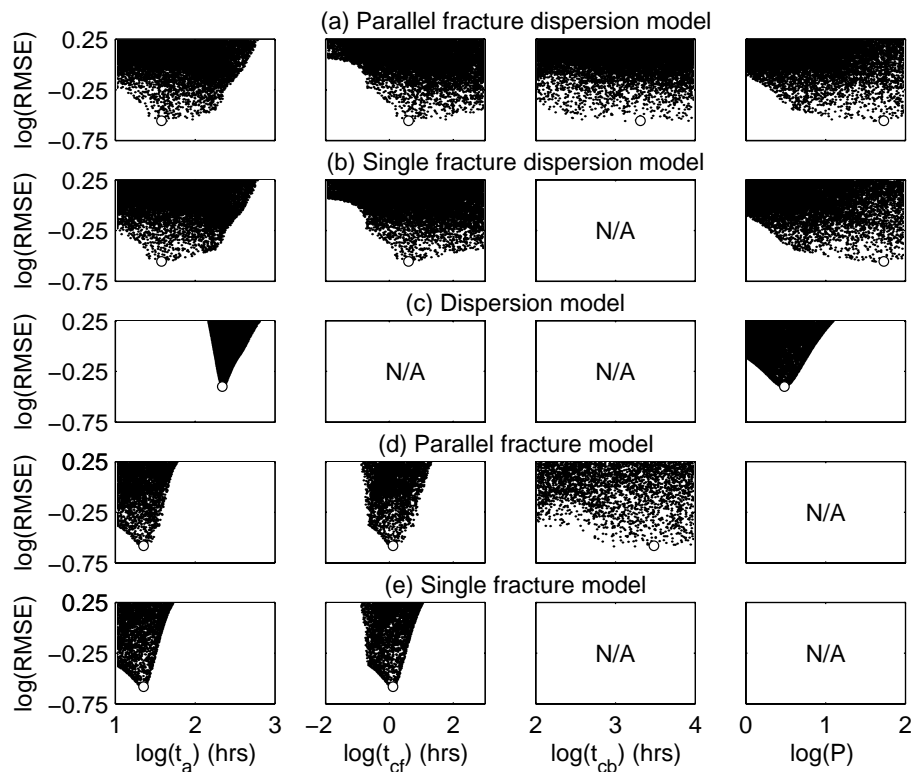 (a) Parallel fracture dispersion model
log(RMSE)
0.25
−0.25
−0.75
(b) Single fracture dispersion model
log(RMSE)
0.25
−0.25
−0.75
N/A
(c) Dispersion model
log(RMSE)
0.25
−0.25
−0.75
N/A
N/A
(d) Parallel fracture model
log(RMSE)
0.25
−0.25
−0.75
N/A
(e) Single fracture model
log(RMSE)
0.25
−0.25
−0.75
N/A
N/A
1 2 3
−2 0 2
2 3 4
0 1 2
log(t_a) (hrs)
log(t_cf) (hrs)
log(t_cb) (hrs)
log(P)